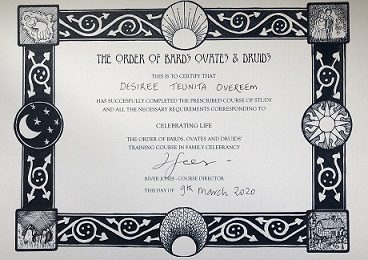 THE ORDER OF BARDS OVATES & DRUIDS
THIS IS TO CERTIFY THAT
DESIREE TEUNITA OVEREEM
HAS SUCCESFULLY COMPLETED THE PRESCRIBED COURSE OF STUDY
AND ALL THE NECESSARY REQUIREMENTS CORRESPONDING TO
CELEBRATING LIFE
THE ORDER OF BARDS, OVATES AND DRUIDS'
TRAINING COURSE IN FAMILY CELEBRANCY
RIVER JONES - COURSE DIRECTOR
THIS DAY OF 9th March 2020